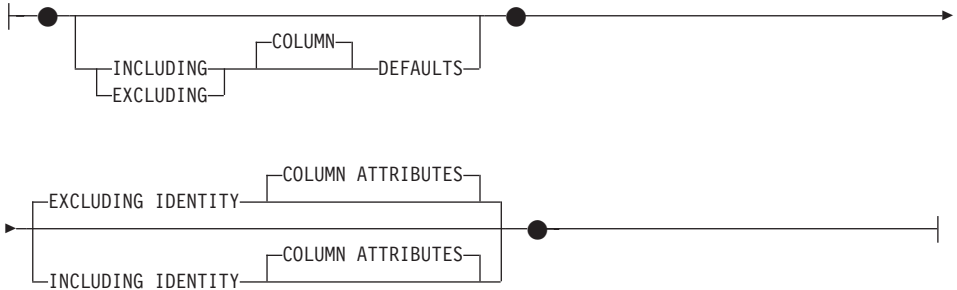 COLUMN
INCLUDING DEFAULTS
EXCLUDING
COLUMN ATTRIBUTES
EXCLUDING IDENTITY
COLUMN ATTRIBUTES
INCLUDING IDENTITY